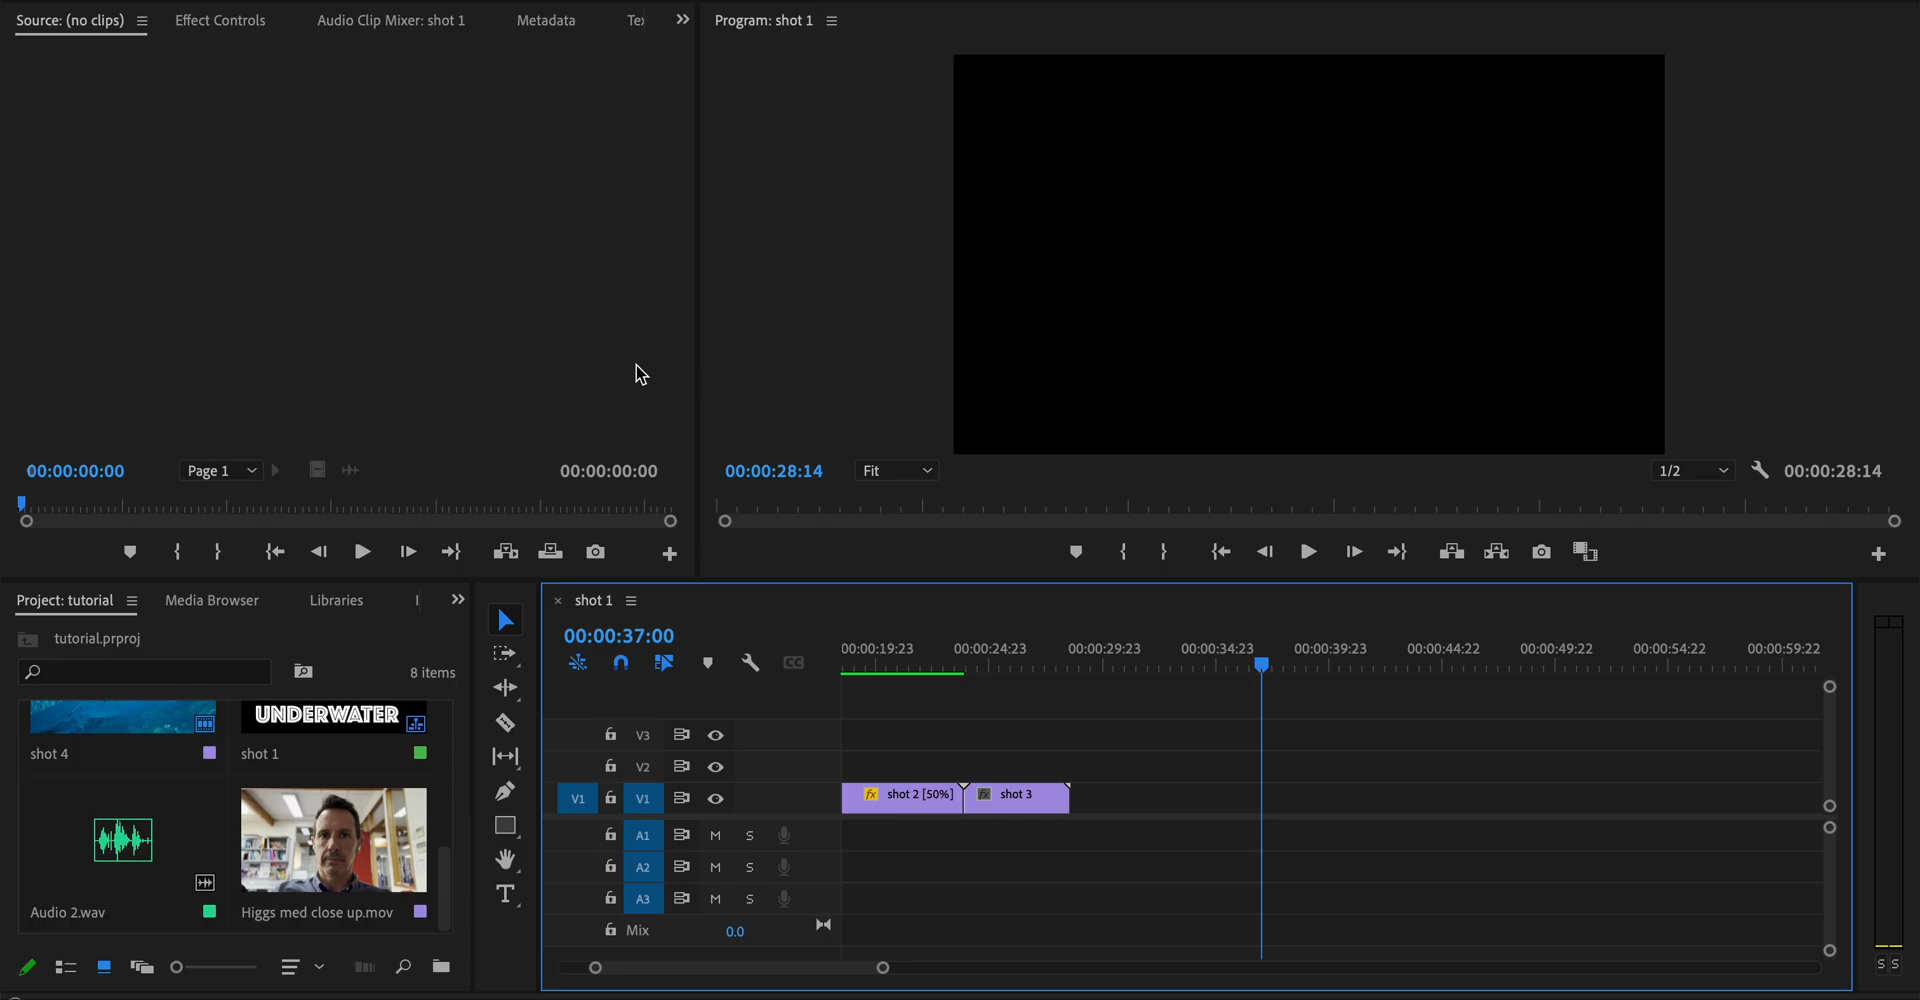 Source: (no clips)
Effect Controls
Audio Clip Mixer: shot 1
Metadata
Program: shot 1
00:00:00:00
Page 1
00:00:00:00
00:00:28:14
Fit
1/2
00:00:28:14
Project: tutorial
Media Browser
Libraries
tutorial.prproj
8 items
UNDERWATER
shot 4
shot 1
Audio 2.wav
Higgs med close up.mov
shot 1
00:00:37:00
CC
00:00:19:23
00:00:24:23
00:00:29:23
00:00:34:23
00:00:39:23
00:00:44:22
00:00:49:22
00:00:54:22
00:00:59:22
V3
V2
V1
V1
fx shot 2 [50%]
fx shot 3
A1 M S
A2 M S
A3 M S
Mix
0.0
S S